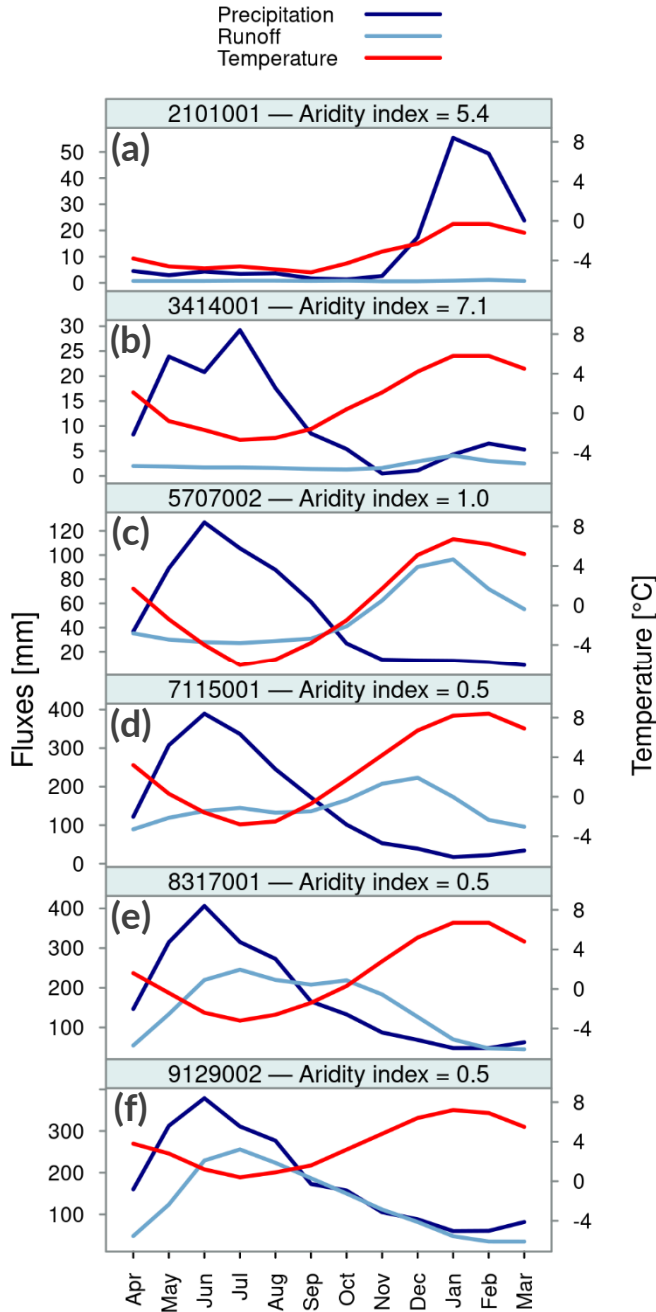 Precipitation
Runoff
Temperature
2101001 — Aridity index = 5.4
(a)
50
40
30
20
10
0
8
4
0
-4
3414001 — Aridity index = 7.1
(b)
30
25
20
15
10
5
0
8
4
0
-4
5707002 — Aridity index = 1.0
(c)
120
100
80
60
40
20
8
4
0
-4
Fluxes [mm]
Temperature [°C]
7115001 — Aridity index = 0.5
(d)
400
300
200
100
0
8
4
0
-4
8317001 — Aridity index = 0.5
(e)
400
300
200
100
8
4
0
-4
9129002 — Aridity index = 0.5
(f)
300
200
100
8
4
0
-4
Apr
May
Jun
Jul
Aug
Sep
Oct
Nov
Dec
Jan
Feb
Mar